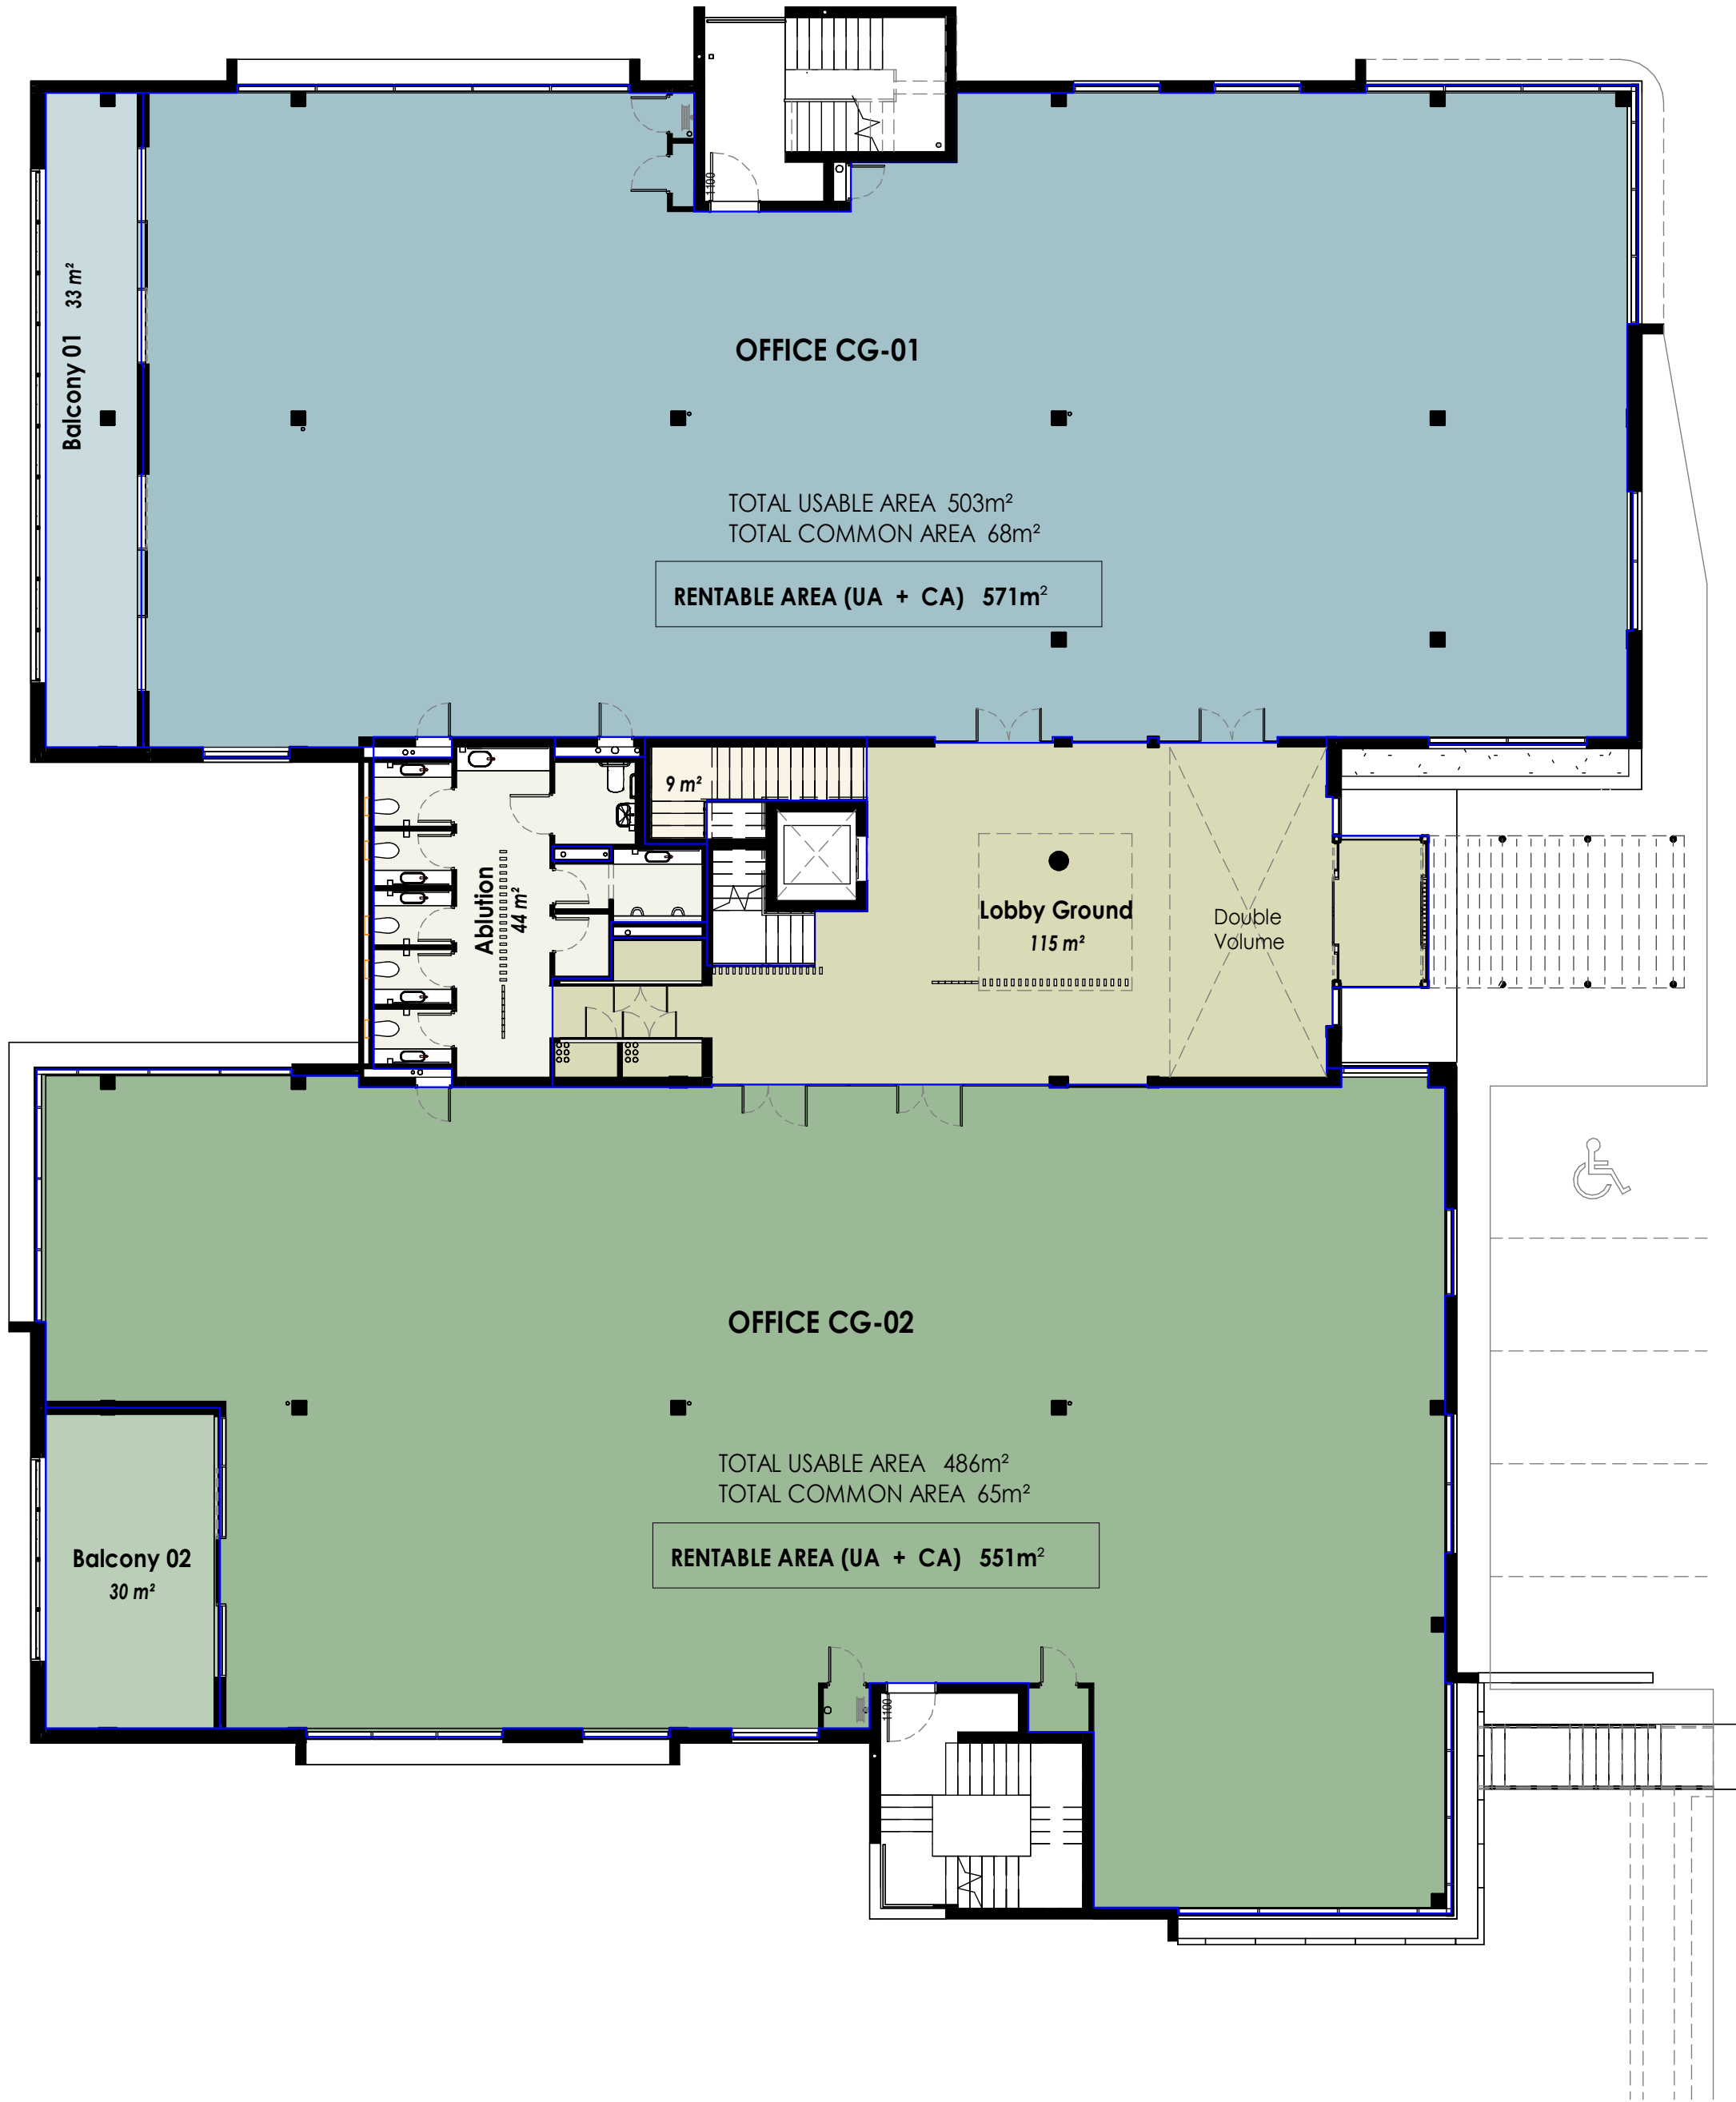 1100
Balcony 01 33 m²
OFFICE CG-01
TOTAL USABLE AREA 503m²
TOTAL COMMON AREA 68m²
RENTABLE AREA (UA + CA) 571m²
9 m²
Ablution
44 m²
Lobby Ground
115 m²
Double
Volume
OFFICE CG-02
TOTAL USABLE AREA 486m²
TOTAL COMMON AREA 65m²
RENTABLE AREA (UA + CA) 551m²
Balcony 02
30 m²
1100